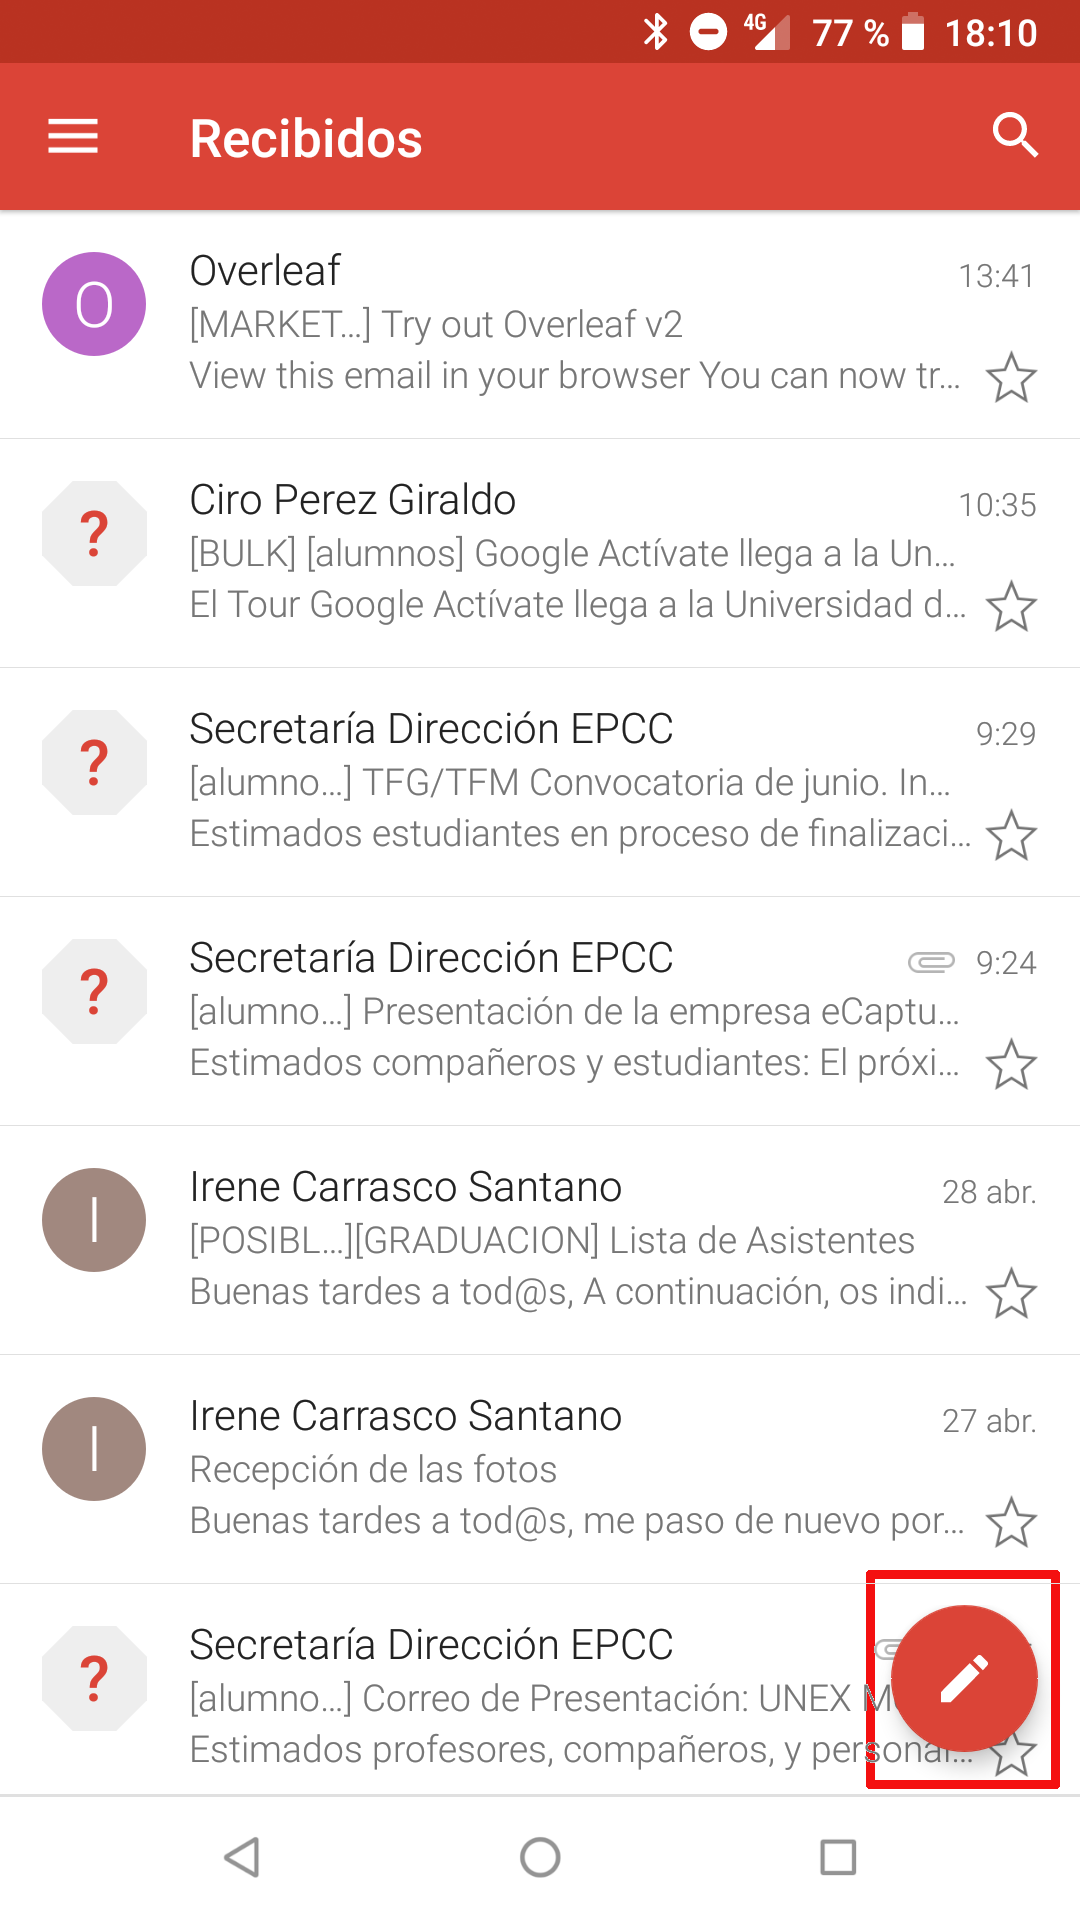 4G 77 % 18:10
Recibidos
O
Overleaf 13:41
[MARKET…] Try out Overleaf v2
View this email in your browser You can now tr…
?
Ciro Perez Giraldo 10:35
[BULK] [alumnos] Google Actívate llega a la Un…
El Tour Google Actívate llega a la Universidad d…
?
Secretaría Dirección EPCC 9:29
[alumno…] TFG/TFM Convocatoria de junio. In…
Estimados estudiantes en proceso de finalizaci…
?
Secretaría Dirección EPCC 9:24
[alumno…] Presentación de la empresa eCaptu…
Estimados compañeros y estudiantes: El próxi…
I
Irene Carrasco Santano 28 abr.
[POSIBL…][GRADUACION] Lista de Asistentes
Buenas tardes a tod@s, A continuación, os indi…
I
Irene Carrasco Santano 27 abr.
Recepción de las fotos
Buenas tardes a tod@s, me paso de nuevo por…
?
Secretaría Dirección EPCC
[alumno…] Correo de Presentación: UNEX
Estimados profesores, compañeros, y personal…